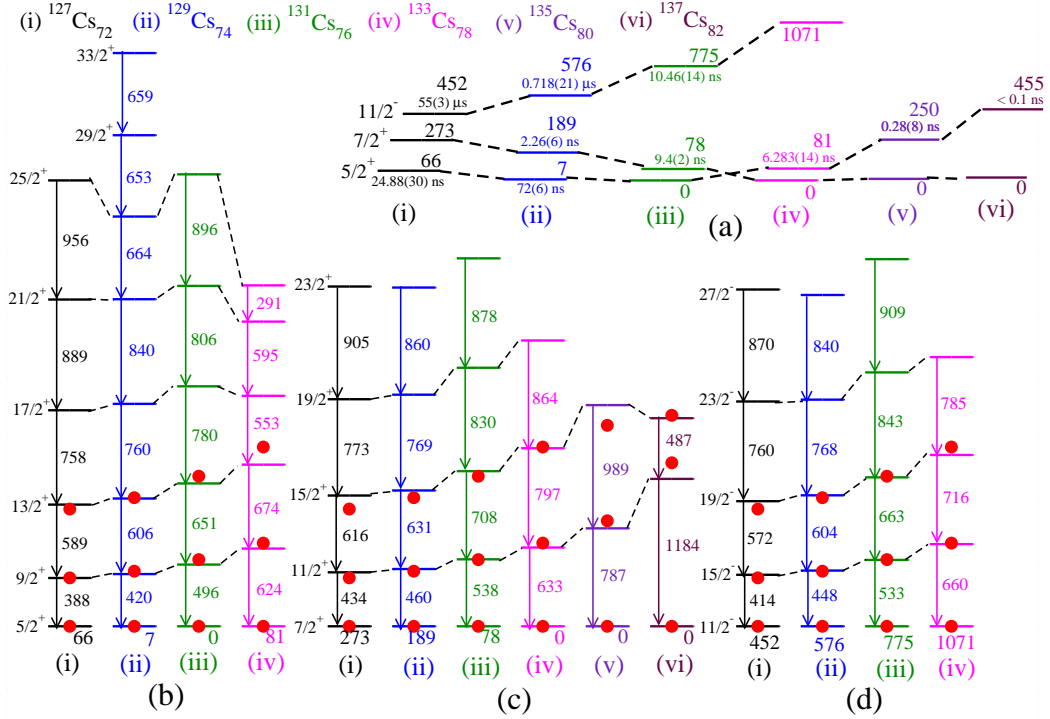 (i) ¹²⁷Cs₇₂ (ii) ¹²⁹Cs₇₄ (iii) ¹³¹Cs₇₆ (iv) ¹³³Cs₇₈ (v) ¹³⁵Cs₈₀ (vi) ¹³⁷Cs₈₂
11/2⁻ 452 576 775 1071
55(3) μs 0.718(21) μs 10.46(14) ns
7/2⁺ 273 189 78 81 250 455
2.26(6) ns 9.4(2) ns 6.283(14) ns 0.28(8) ns < 0.1 ns
5/2⁺ 66 7 0 0 0 0
24.88(30) ns 72(6) ns
(i) (ii) (iii) (iv) (v) (vi)
(a)
33/2⁺
659
29/2⁺
653
25/2⁺
956 664 896
21/2⁺
291
889 840 806 595
17/2⁺
758 760 780 553
13/2⁺
589 606 651 674
9/2⁺
388 420 496 624
5/2⁺
66 7 0 81
(i) (ii) (iii) (iv)
(b)
23/2⁺
905 860 878
19/2⁺
773 769 830 864
15/2⁺
616 631 708 797 989 487
11/2⁺
434 460 538 633 787 1184
7/2⁺
273 189 78 0 0 0
(i) (ii) (iii) (iv) (v) (vi)
(c)
27/2⁻
870 840 909
23/2⁻
760 768 843 785
19/2⁻
572 604 663 716
15/2⁻
414 448 533 660
11/2⁻
452 576 775 1071
(i) (ii) (iii) (iv)
(d)